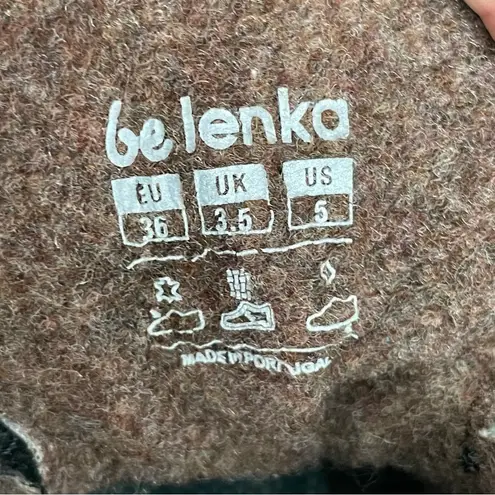 be lenka
EU UK US
36 3.5 5
MADE IN PORTUGAL